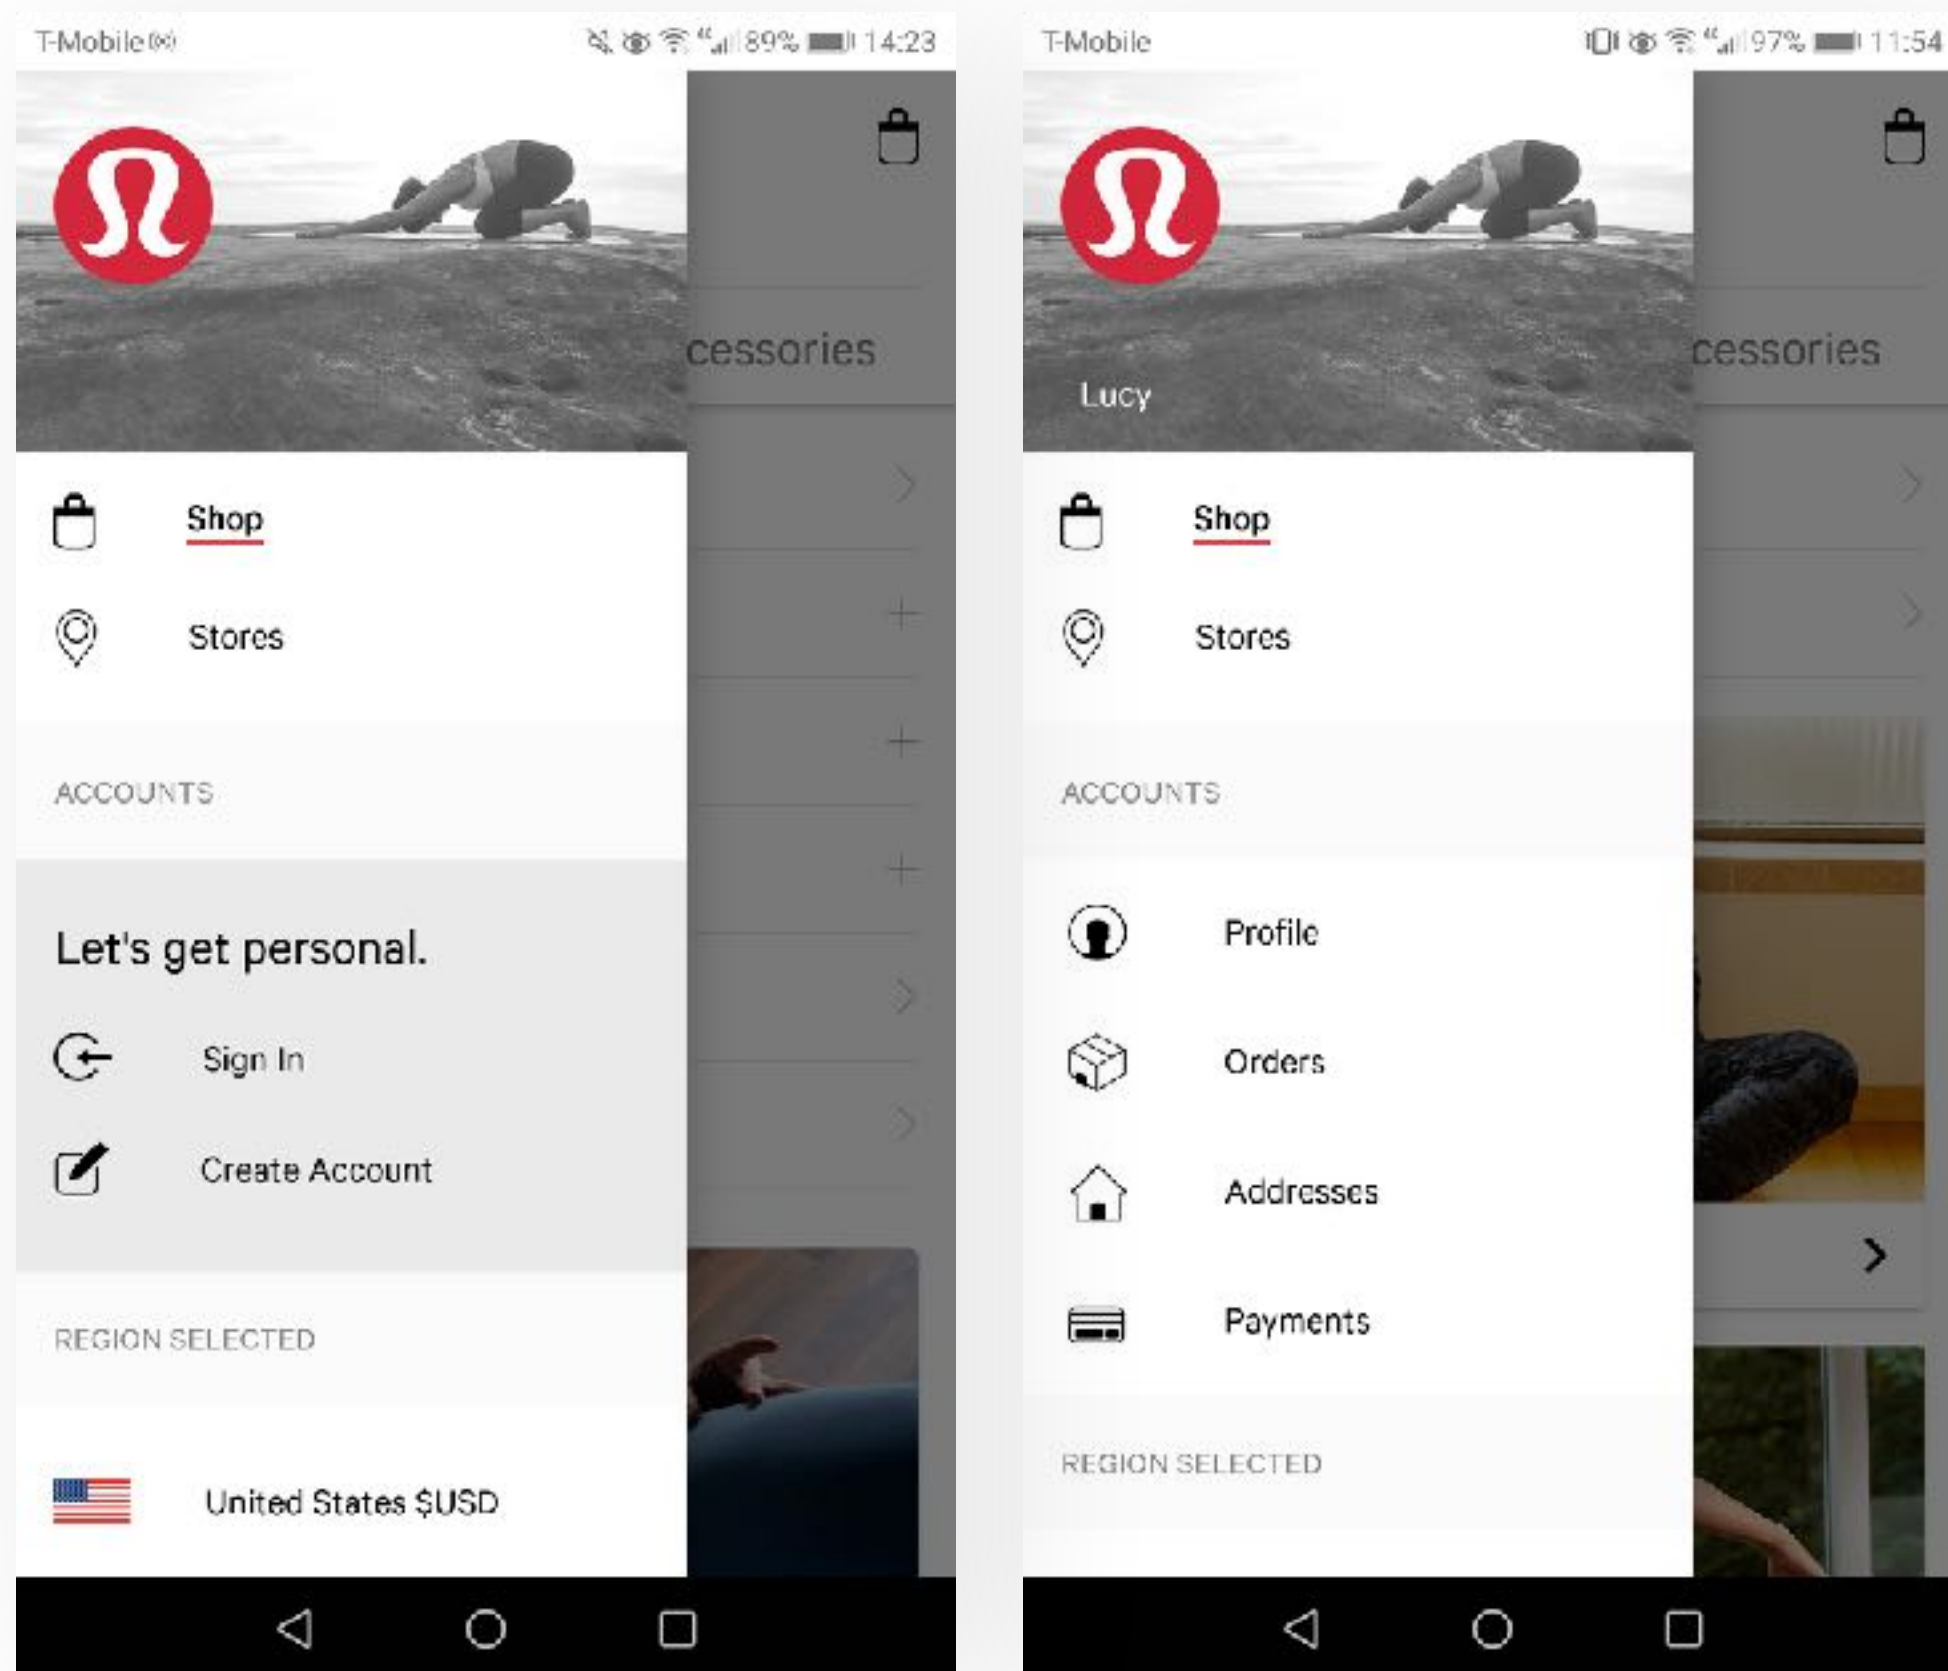 T-Mobile
89% 14:23
cessories
Shop
Stores
ACCOUNTS
Let's get personal.
Sign In
Create Account
REGION SELECTED
United States $USD
T-Mobile
97% 11:54
cessories
Lucy
Shop
Stores
ACCOUNTS
Profile
Orders
Addresses
Payments
REGION SELECTED